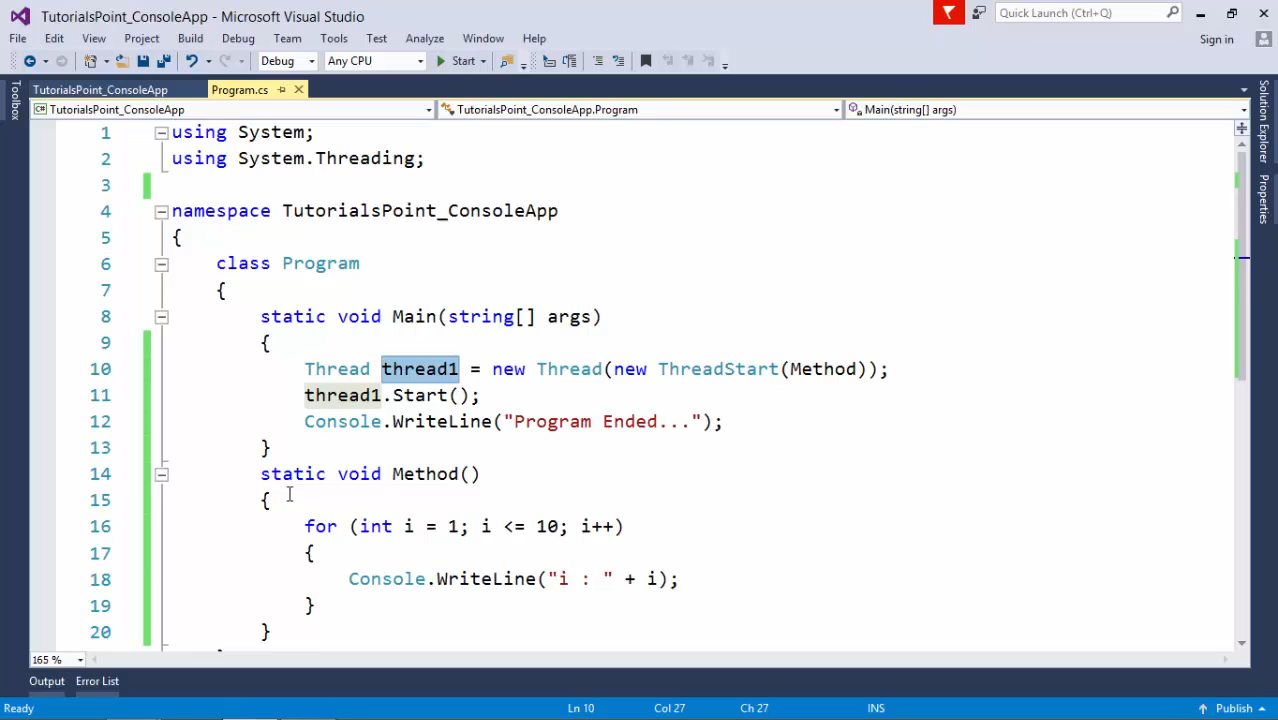 TutorialsPoint_ConsoleApp - Microsoft Visual Studio
Quick Launch (Ctrl+Q)
File Edit View Project Build Debug Team Tools Test Analyze Window Help
Sign in
Debug Any CPU Start
TutorialsPoint_ConsoleApp Program.cs
TutorialsPoint_ConsoleApp TutorialsPoint_ConsoleApp.Program Main(string[] args)
Toolbox
Solution Explorer
Properties
1 using System;
2 using System.Threading;
3
4 namespace TutorialsPoint_ConsoleApp
5 {
6 class Program
7 {
8 static void Main(string[] args)
9 {
10 Thread thread1 = new Thread(new ThreadStart(Method));
11 thread1.Start();
12 Console.WriteLine("Program Ended...");
13 }
14 static void Method()
15 {
16 for (int i = 1; i <= 10; i++)
17 {
18 Console.WriteLine("i : " + i);
19 }
20 }
165 %
Output Error List
Ready Ln 10 Col 27 Ch 27 INS Publish